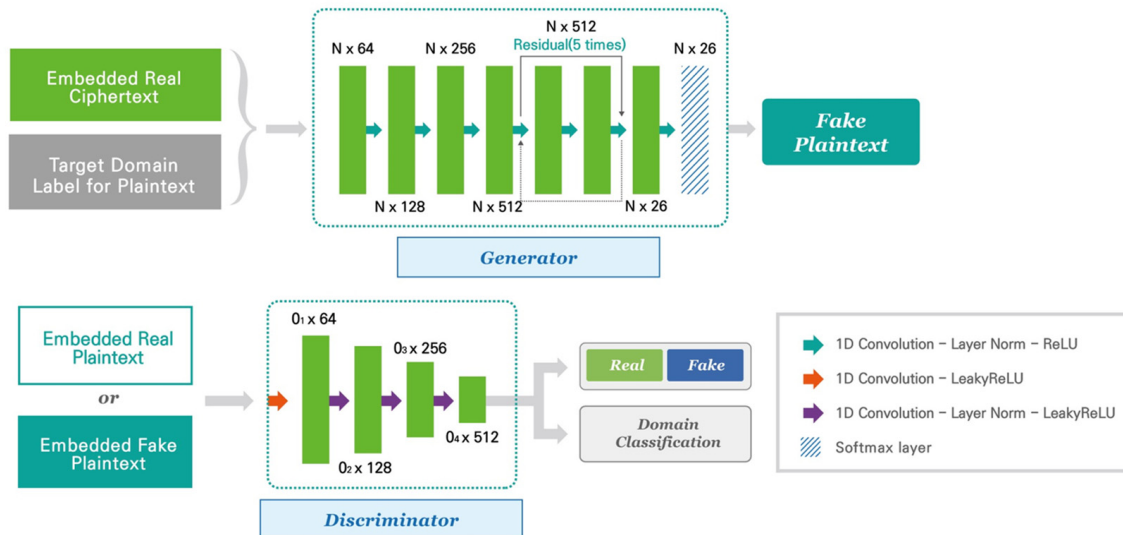 Embedded Real
Ciphertext
Target Domain
Label for Plaintext
N x 64
N x 256
N x 512
Residual(5 times)
N x 26
N x 128
N x 512
N x 26
Generator
Fake
Plaintext
Embedded Real
Plaintext
or
Embedded Fake
Plaintext
0₁ x 64
0₃ x 256
0₂ x 128
0₄ x 512
Discriminator
Real
Fake
Domain
Classification
1D Convolution – Layer Norm – ReLU
1D Convolution – LeakyReLU
1D Convolution – Layer Norm – LeakyReLU
Softmax layer